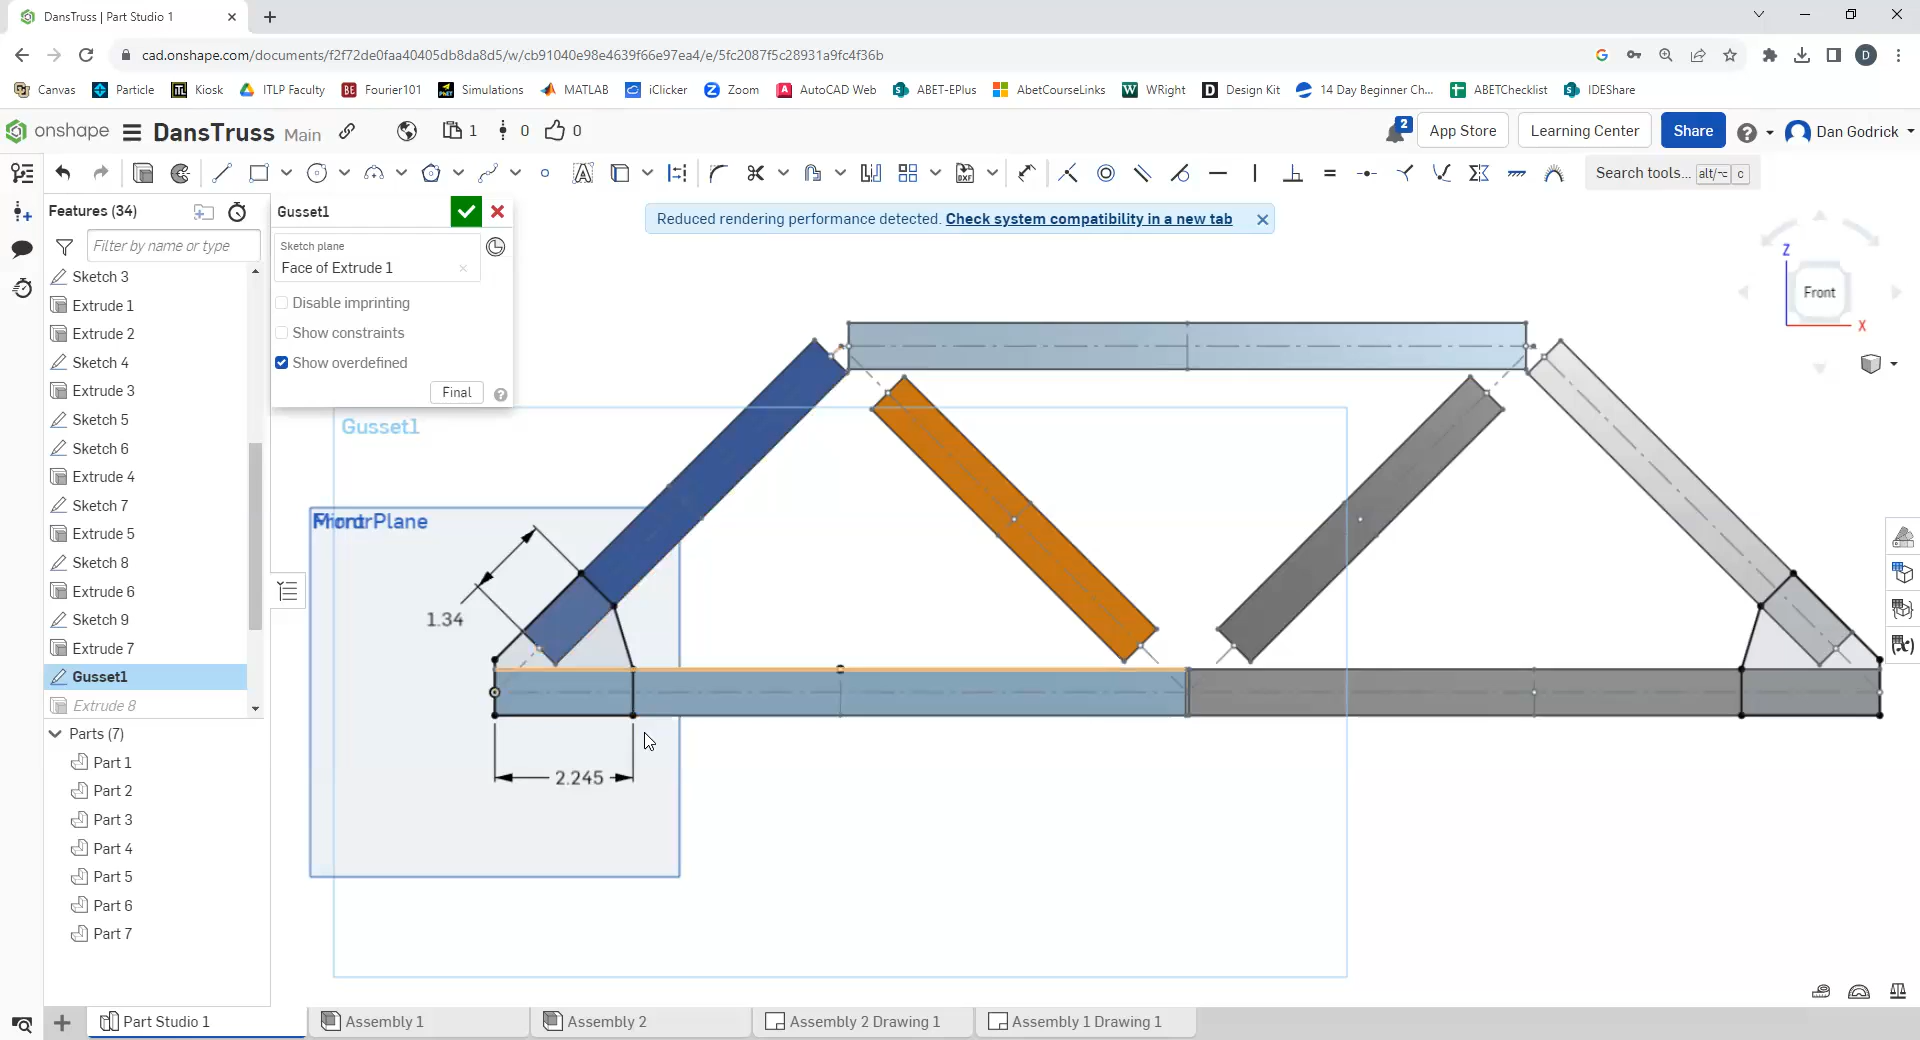 DansTruss | Part Studio 1
cad.onshape.com/documents/f2f72de0faa40405db8da8d5/w/cb91040e98e4639f66e97ea4/e/5fc2087f5c28931a9fc4f36b
D
Canvas Particle Kiosk ITLP Faculty Fourier101 Simulations MATLAB iClicker Zoom AutoCAD Web ABET-EPlus AbetCourseLinks WRight Design Kit 14 Day Beginner Ch... ABETChecklist IDEShare
onshape DansTruss Main 1 0 0 2 App Store Learning Center Share Dan Godrick
Search tools... alt/⌥ c
Features (34)
Filter by name or type
Sketch 3
Extrude 1
Extrude 2
Sketch 4
Extrude 3
Sketch 5
Sketch 6
Extrude 4
Sketch 7
Extrude 5
Sketch 8
Extrude 6
Sketch 9
Extrude 7
Gusset1
Extrude 8
Parts (7)
Part 1
Part 2
Part 3
Part 4
Part 5
Part 6
Part 7
Gusset1
Sketch plane
Face of Extrude 1
Disable imprinting
Show constraints
Show overdefined
Final
Reduced rendering performance detected. Check system compatibility in a new tab
Z
Front
X
Gusset1
Plane
1.34
2.245
Part Studio 1 Assembly 1 Assembly 2 Assembly 2 Drawing 1 Assembly 1 Drawing 1